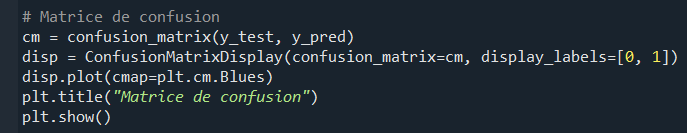 # Matrice de confusion
cm = confusion_matrix(y_test, y_pred)
disp = ConfusionMatrixDisplay(confusion_matrix=cm, display_labels=[0, 1])
disp.plot(cmap=plt.cm.Blues)
plt.title("Matrice de confusion")
plt.show()